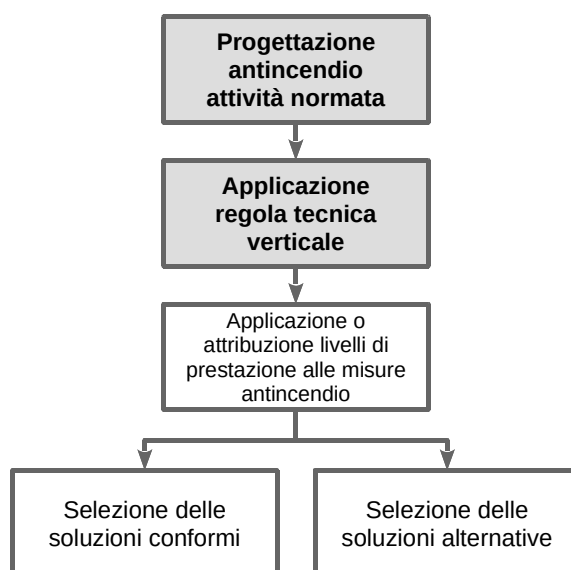 Progettazione
antincendio
attività normata
Applicazione
regola tecnica
verticale
Applicazione o
attribuzione livelli di
prestazione alle misure
antincendio
Selezione delle
soluzioni conformi
Selezione delle
soluzioni alternative